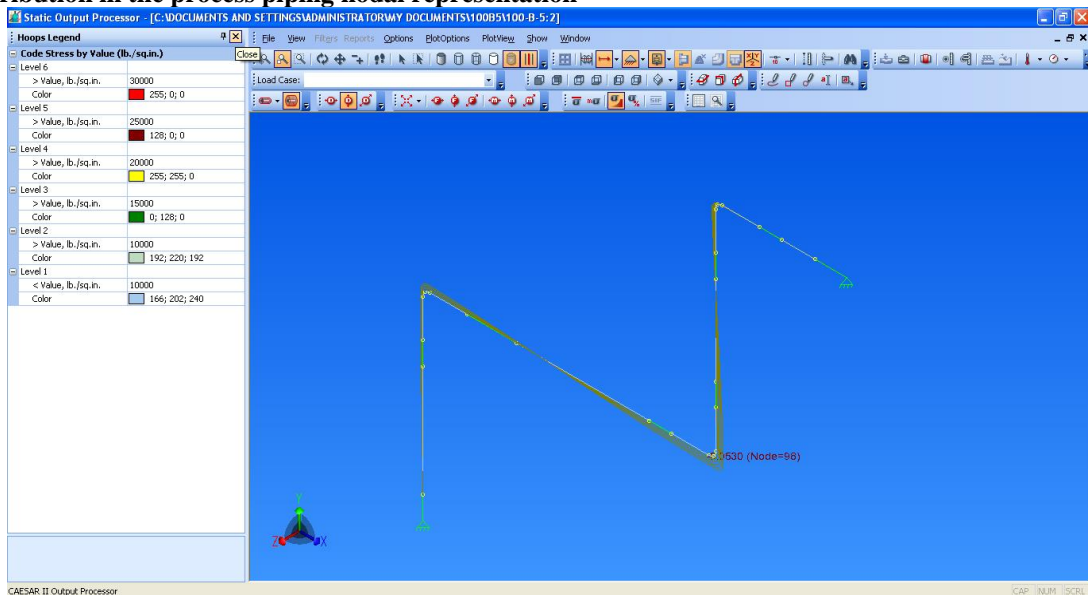 ribution in the process piping nodal representation
Static Output Processor - [C:\DOCUMENTS AND SETTINGS\ADMINISTRATOR\MY DOCUMENTS\100B5\100-B-5:2]
Hoops Legend
Close
File View Filters Reports Options PlotOptions PlotView Show Window
Code Stress by Value (lb./sq.in.)
Level 6
> Value, lb./sq.in. 30000
Color 255; 0; 0
Level 5
> Value, lb./sq.in. 25000
Color 128; 0; 0
Level 4
> Value, lb./sq.in. 20000
Color 255; 255; 0
Level 3
> Value, lb./sq.in. 15000
Color 0; 128; 0
Level 2
> Value, lb./sq.in. 10000
Color 192; 220; 192
Level 1
< Value, lb./sq.in. 10000
Color 166; 202; 240
Load Case:
(Node=98)
Y
Z X
CAESAR II Output Processor
CAP NUM SCRL